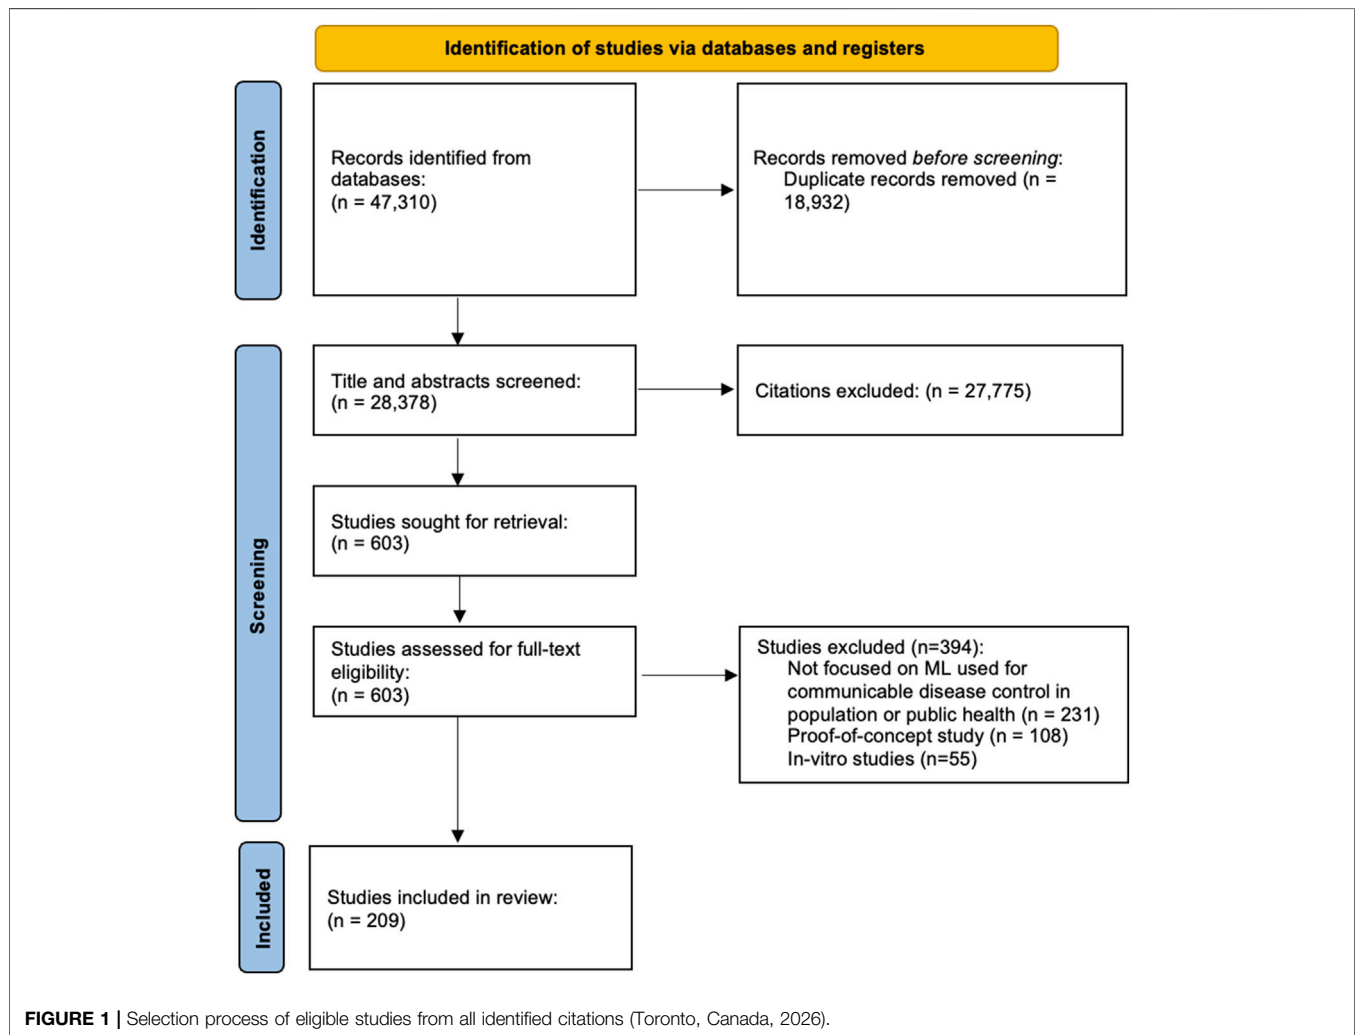 Identification of studies via databases and registers
Identification
Records identified from
databases:
(n = 47,310)
Records removed before screening:
Duplicate records removed (n =
18,932)
Screening
Title and abstracts screened:
(n = 28,378)
Citations excluded: (n = 27,775)
Studies sought for retrieval:
(n = 603)
Studies assessed for full-text
eligibility:
(n = 603)
Studies excluded (n=394):
Not focused on ML used for
communicable disease control in
population or public health (n = 231)
Proof-of-concept study (n = 108)
In-vitro studies (n=55)
Included
Studies included in review:
(n = 209)
FIGURE 1 | Selection process of eligible studies from all identified citations (Toronto, Canada, 2026).